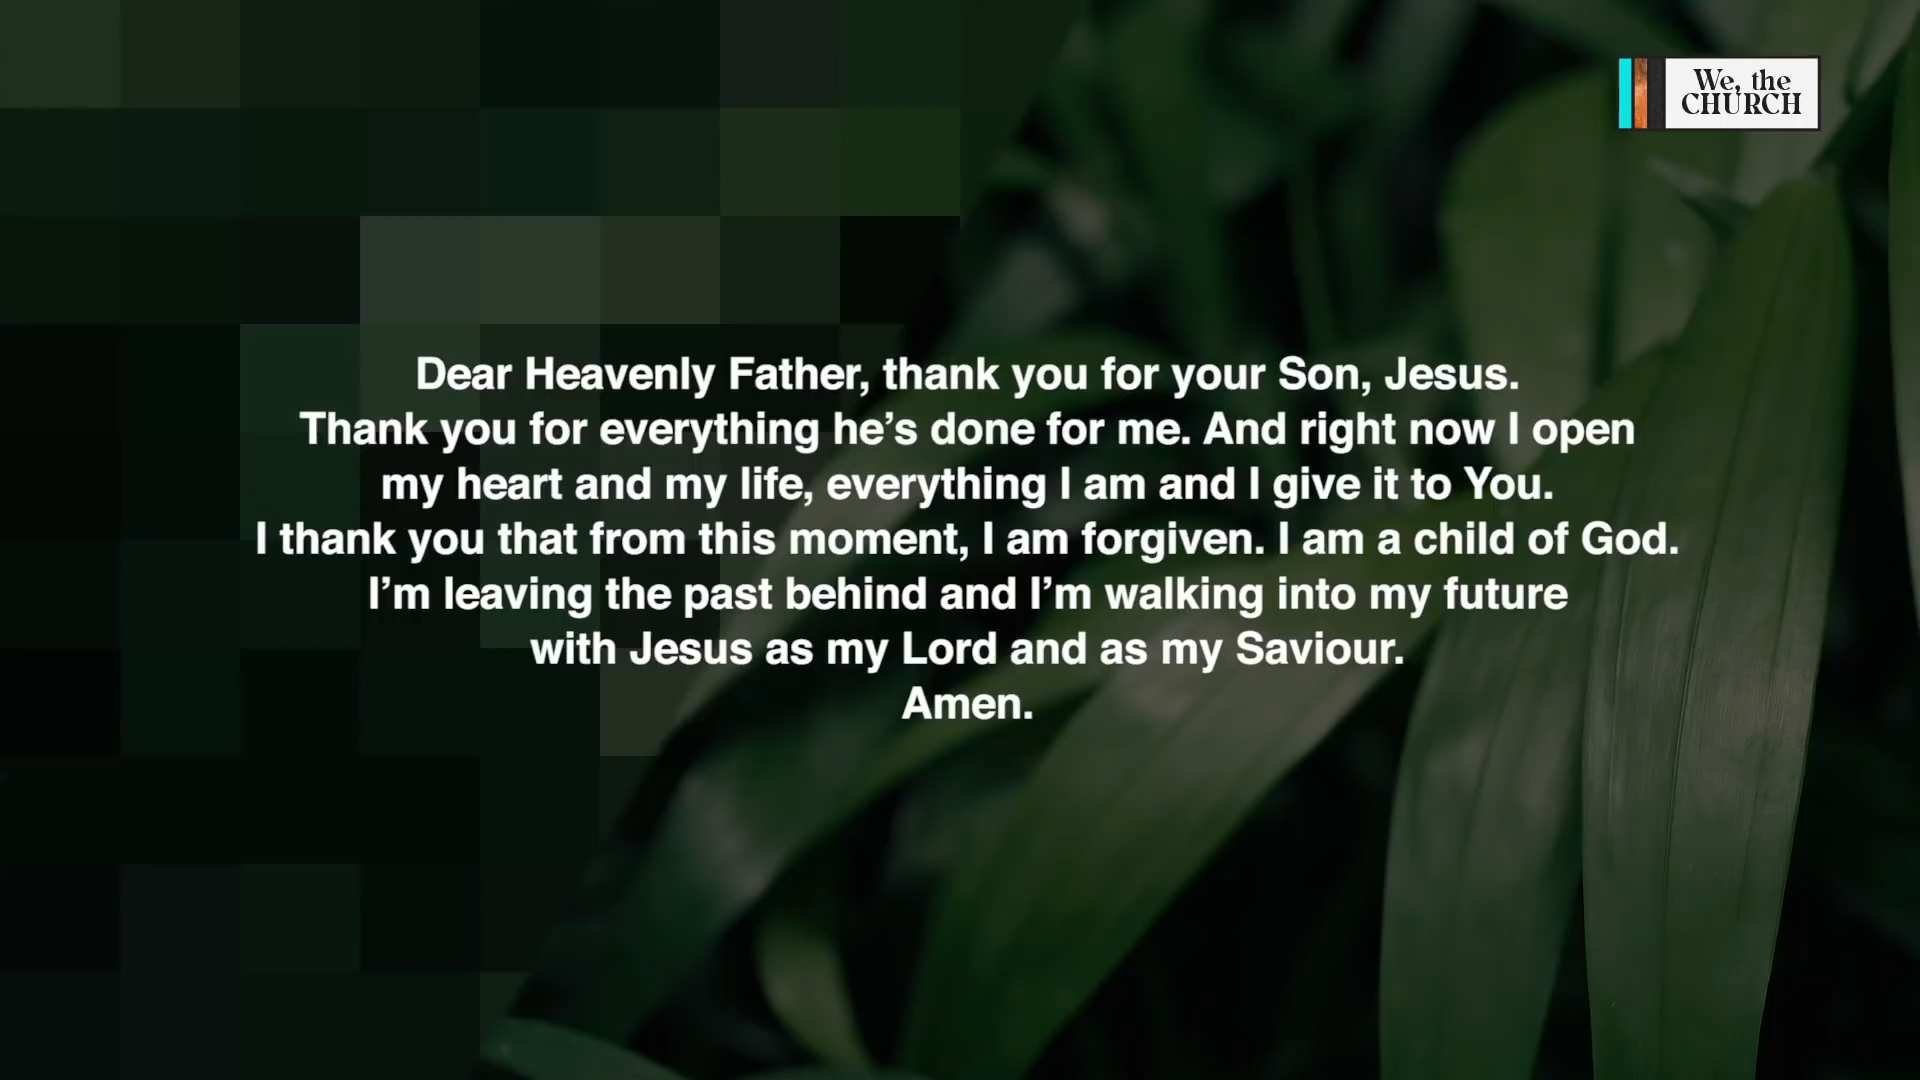 We, the
CHURCH
Dear Heavenly Father, thank you for your Son, Jesus.
Thank you for everything he’s done for me. And right now I open
my heart and my life, everything I am and I give it to You.
I thank you that from this moment, I am forgiven. I am a child of God.
I’m leaving the past behind and I’m walking into my future
with Jesus as my Lord and as my Saviour.
Amen.